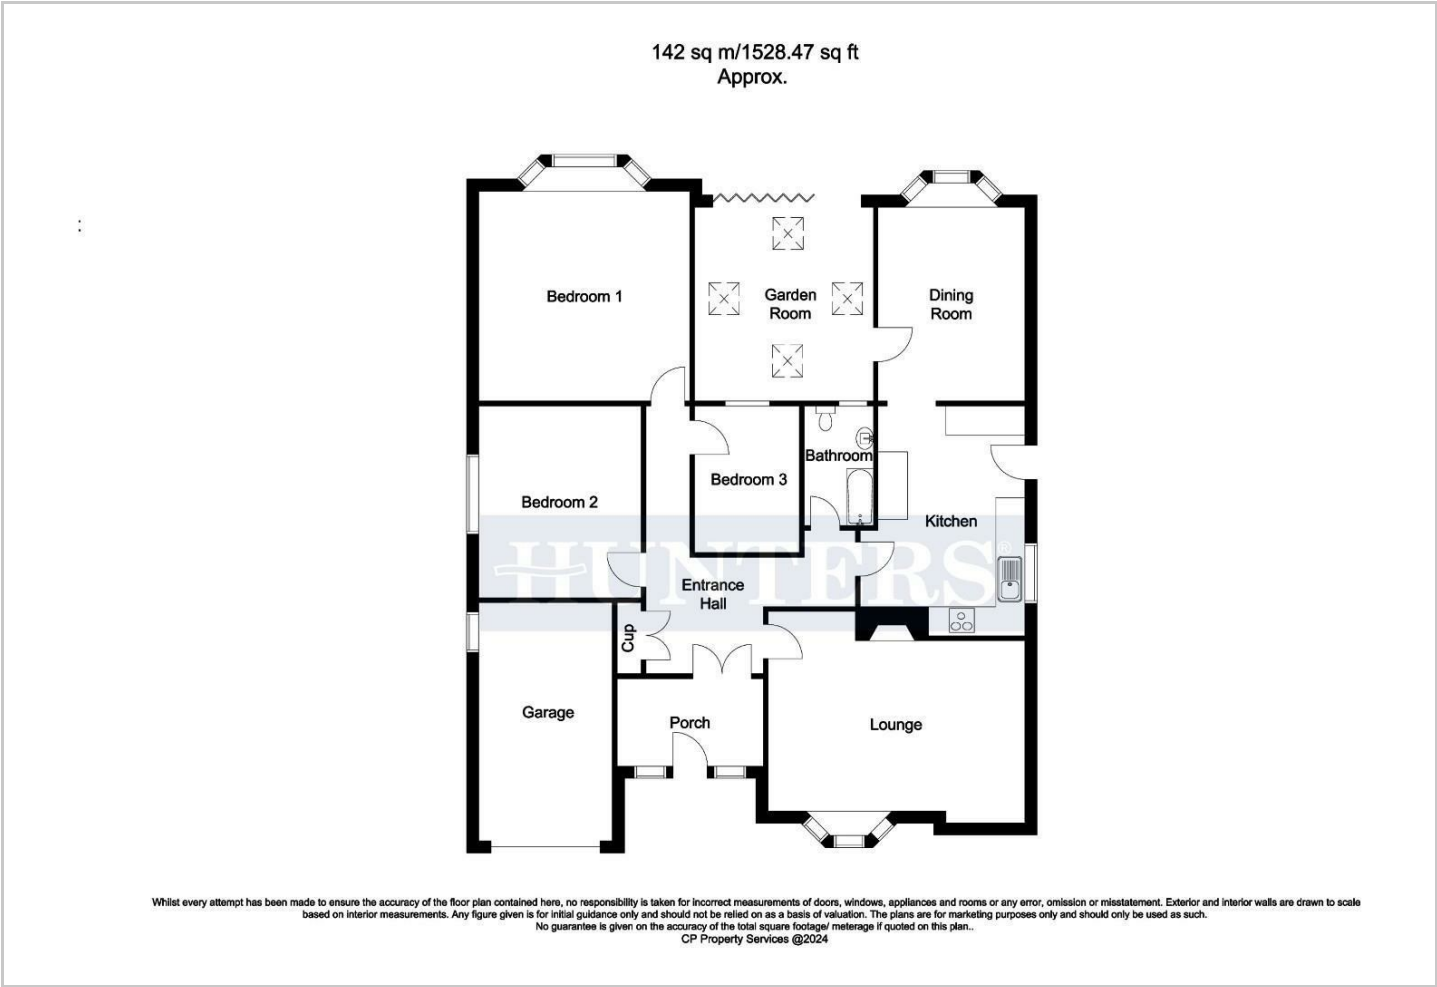 142 sq m/1528.47 sq ft
Approx.
:
Bedroom 1
Garden
Room
Dining
Room
Bedroom 2
Bedroom 3
Bathroom
Kitchen
HUNTERS®
Entrance
Hall
Cup
Garage
Porch
Lounge
Whilst every attempt has been made to ensure the accuracy of the floor plan contained here, no responsibility is taken for incorrect measurements of doors, windows, appliances and rooms or any error, omission or misstatement. Exterior and interior walls are drawn to scale
based on interior measurements. Any figure given is for initial guidance only and should not be relied on as a basis of valuation. The plans are for marketing purposes only and should only be used as such.
No guarantee is given on the accuracy of the total square footage/ meterage if quoted on this plan..
CP Property Services @2024